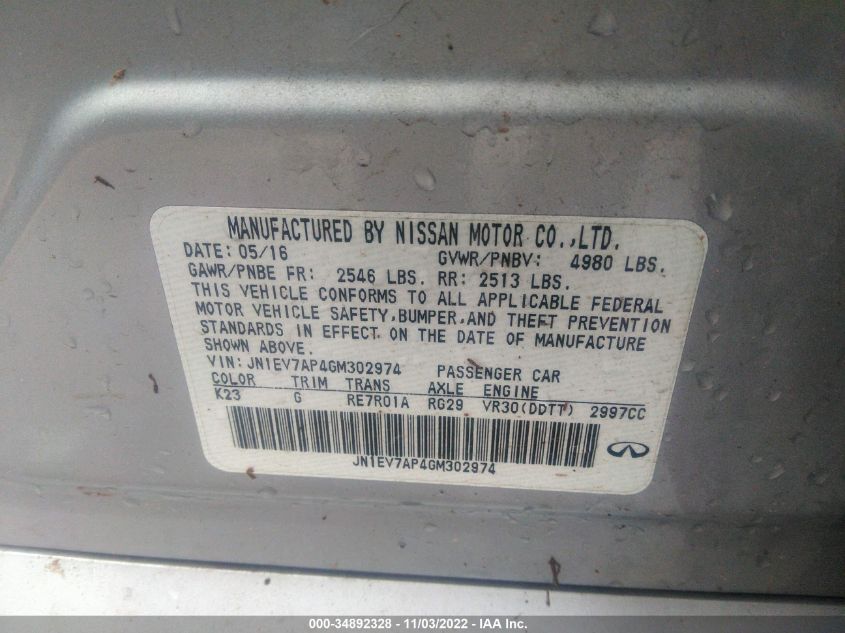 MANUFACTURED BY NISSAN MOTOR CO.,LTD.
DATE: 05/16 GVWR/PNBV: 4980 LBS.
GAWR/PNBE FR: 2546 LBS. RR: 2513 LBS.
THIS VEHICLE CONFORMS TO ALL APPLICABLE FEDERAL
MOTOR VEHICLE SAFETY,BUMPER,AND THEFT PREVENTION
STANDARDS IN EFFECT ON THE DATE OF MANUFACTURE
SHOWN ABOVE.
VIN: JN1EV7AP4GM302974 PASSENGER CAR
COLOR TRIM TRANS AXLE ENGINE
K23 G RE7R01A RG29 VR30(DDTT) 2997CC
JN1EV7AP4GM302974
000-34892328 - 11/03/2022 - IAA Inc.